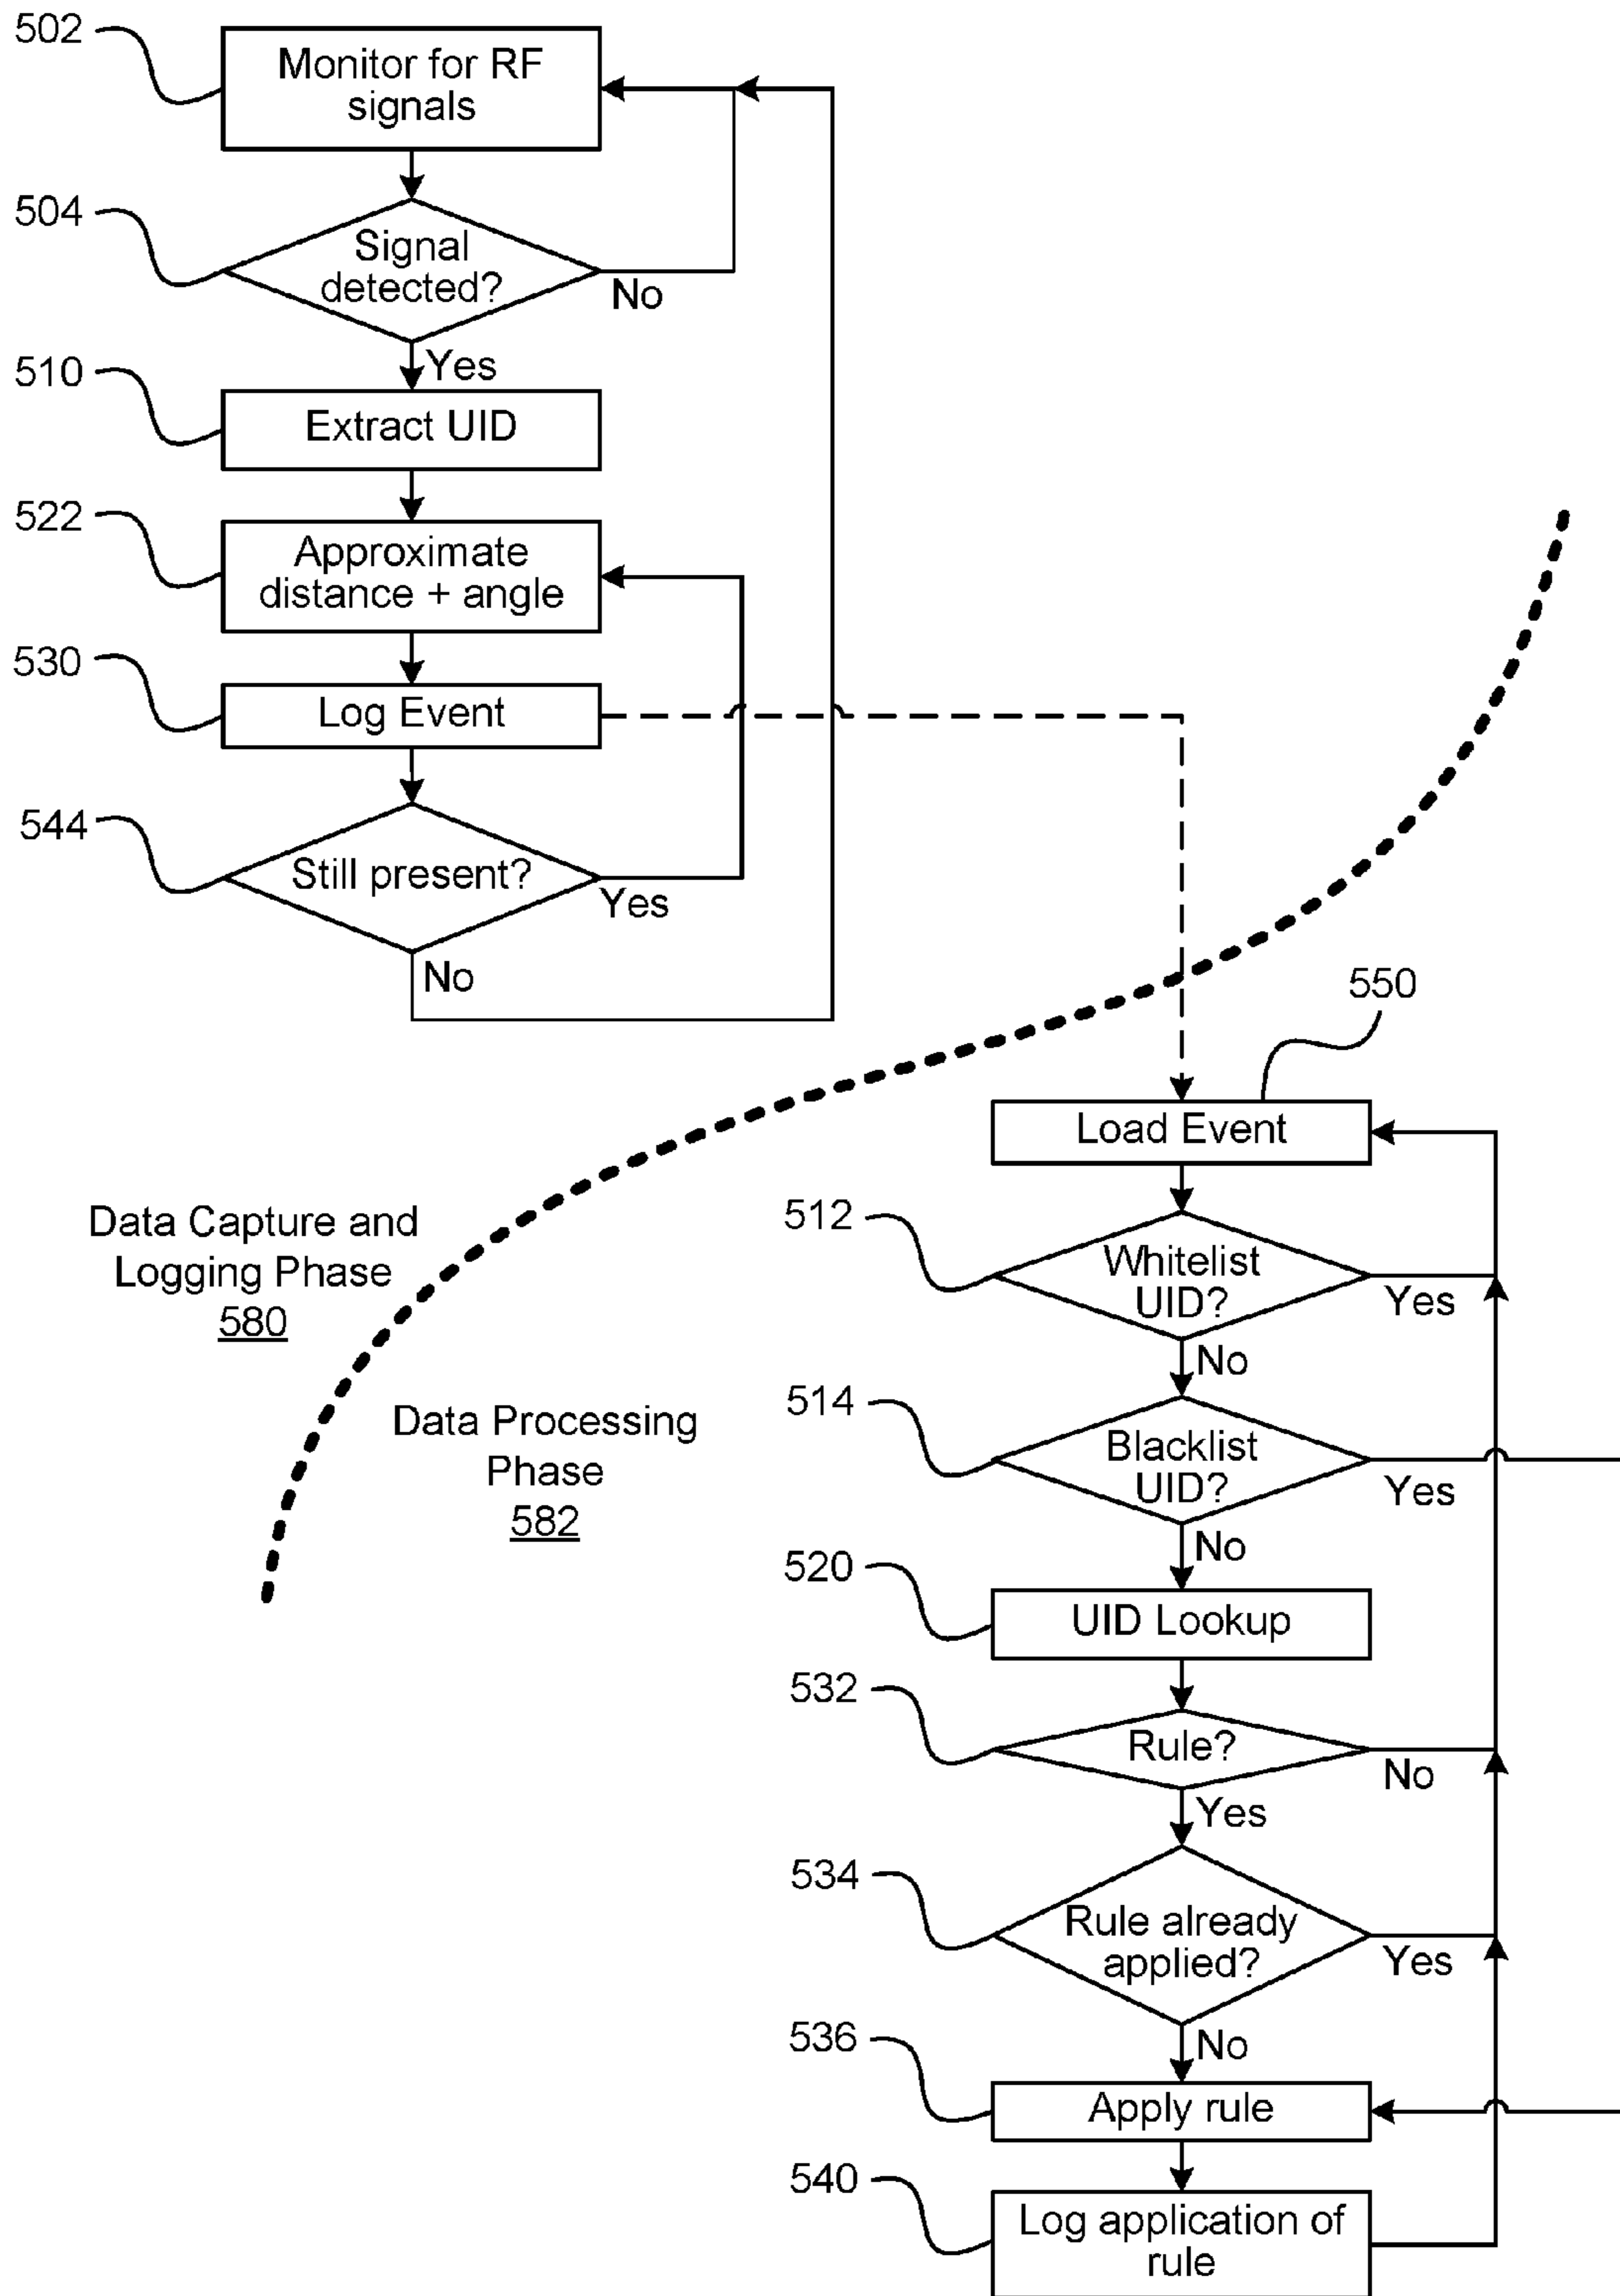 502
Monitor for RF
signals
504
Signal
detected?
No
Yes
510
Extract UID
522
Approximate
distance + angle
530
Log Event
544
Still present?
Yes
No
550
Load Event
Data Capture and
Logging Phase
580
512
Whitelist
UID?
Yes
No
Data Processing
Phase
582
514
Blacklist
UID?
Yes
No
520
UID Lookup
532
Rule?
No
Yes
534
Rule already
applied?
Yes
No
536
Apply rule
540
Log application of
rule